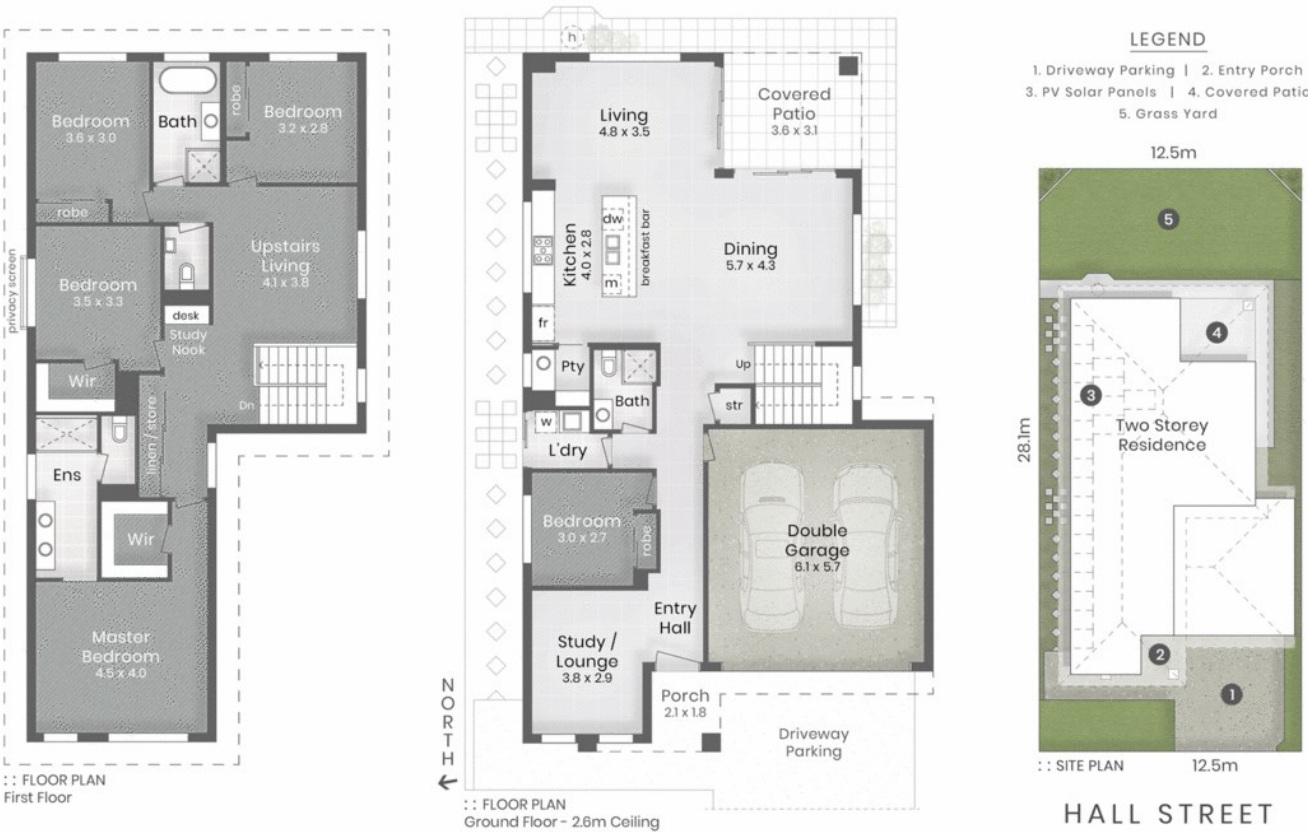 Bedroom
3.6 x 3.0
Bath
robe
Bedroom
3.2 x 2.8
robe
Upstairs
Living
4.1 x 3.8
privacy screen
Bedroom
3.5 x 3.3
desk
Study
Nook
Wir
Dn
linen / store
Ens
Wir
Master
Bedroom
4.5 x 4.0
:: FLOOR PLAN
First Floor
h
Living
4.8 x 3.5
Covered
Patio
3.6 x 3.1
Kitchen
4.0 x 2.8
dw
m
breakfast bar
Dining
5.7 x 4.3
fr
Pty
Up
Bath
str
w
L'dry
Bedroom
3.0 x 2.7
robe
Double
Garage
6.1 x 5.7
Entry
Hall
Study /
Lounge
3.8 x 2.9
Porch
2.1 x 1.8
Driveway
Parking
NORTH
:: FLOOR PLAN
Ground Floor - 2.6m Ceiling
LEGEND
1. Driveway Parking | 2. Entry Porch
3. PV Solar Panels | 4. Covered Patio
5. Grass Yard
12.5m
5
4
3
Two Storey
Residence
28.1m
2
1
:: SITE PLAN
12.5m
HALL STREET